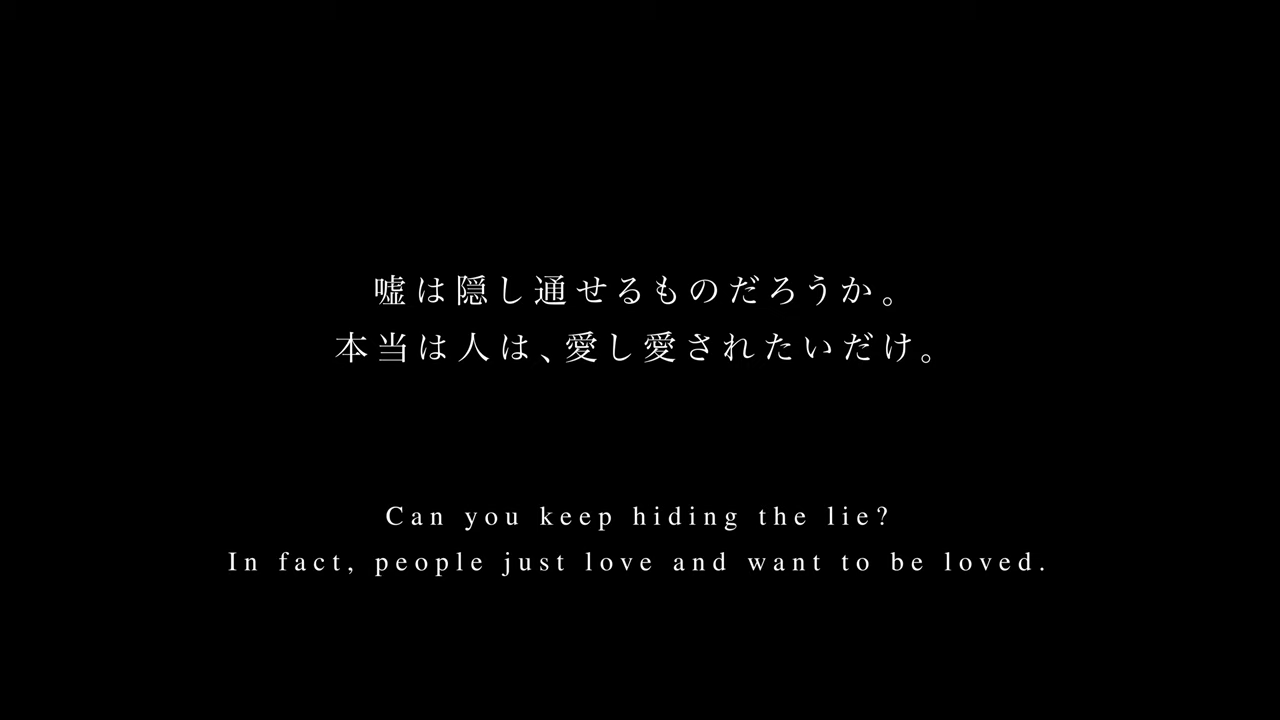 嘘は隠し通せるものだろうか。
本当は人は、愛し愛されたいだけ。
Can you keep hiding the lie?
In fact, people just love and want to be loved.